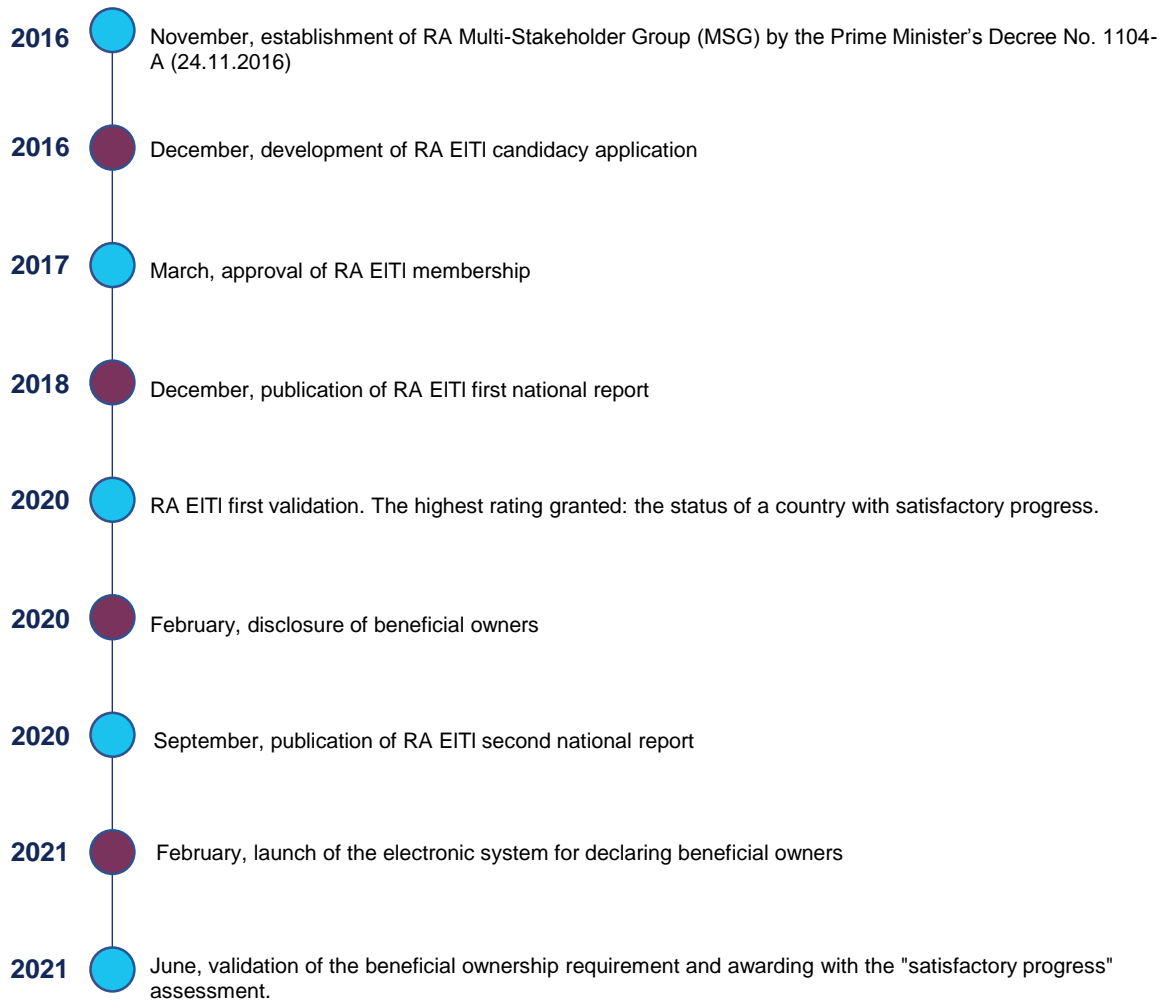 2016
November, establishment of RA Multi-Stakeholder Group (MSG) by the Prime Minister’s Decree No. 1104-
A (24.11.2016)
2016
December, development of RA EITI candidacy application
2017
March, approval of RA EITI membership
2018
December, publication of RA EITI first national report
2020
RA EITI first validation. The highest rating granted: the status of a country with satisfactory progress.
2020
February, disclosure of beneficial owners
2020
September, publication of RA EITI second national report
2021
February, launch of the electronic system for declaring beneficial owners
2021
June, validation of the beneficial ownership requirement and awarding with the "satisfactory progress"
assessment.